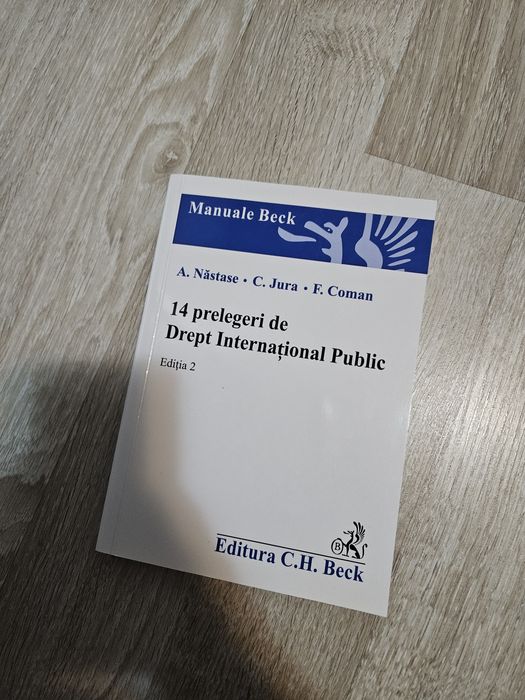 Manuale Beck
A. Năstase • C. Jura • F. Coman
14 prelegeri de
Drept Internațional Public
Ediția 2
B
Editura C.H. Beck